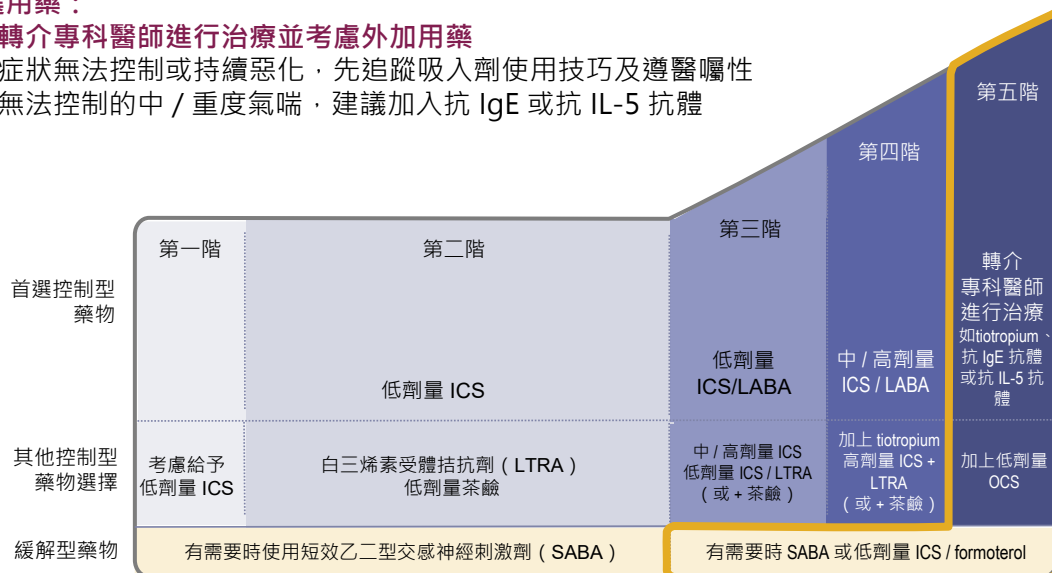 用藥：
轉介專科醫師進行治療並考慮外加用藥
症狀無法控制或持續惡化，先追蹤吸入劑使用技巧及遵醫囑性
無法控制的中 / 重度氣喘，建議加入抗 IgE 或抗 IL-5 抗體
第一階
第二階
第三階
第四階
第五階
首選控制型
藥物
低劑量 ICS
低劑量
ICS/LABA
中 / 高劑量
ICS / LABA
轉介
專科醫師
進行治療
如tiotropium、
抗 IgE 抗體
或抗 IL-5 抗
體
其他控制型
藥物選擇
考慮給予
低劑量 ICS
白三烯素受體拮抗劑（LTRA）
低劑量茶鹼
中 / 高劑量 ICS
低劑量 ICS / LTRA
（或 + 茶鹼）
加上 tiotropium
高劑量 ICS +
LTRA
（或 + 茶鹼）
加上低劑量
OCS
緩解型藥物
有需要時使用短效乙二型交感神經刺激劑（SABA）
有需要時 SABA 或低劑量 ICS / formoterol